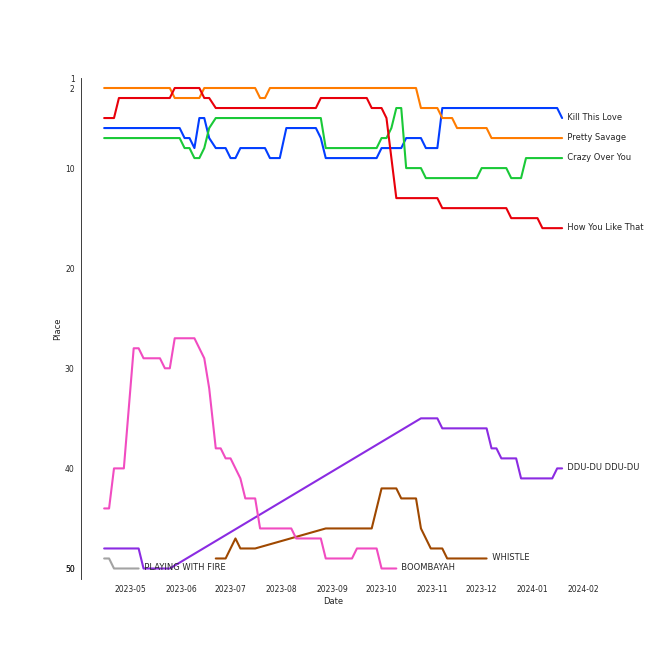 1
2
Kill This Love
Pretty Savage
Crazy Over You
10
How You Like That
20
Place
30
40
DDU-DU DDU-DU
WHISTLE
50
PLAYING WITH FIRE
BOOMBAYAH
2023-05 2023-06 2023-07 2023-08 2023-09 2023-10 2023-11 2023-12 2024-01 2024-02
Date